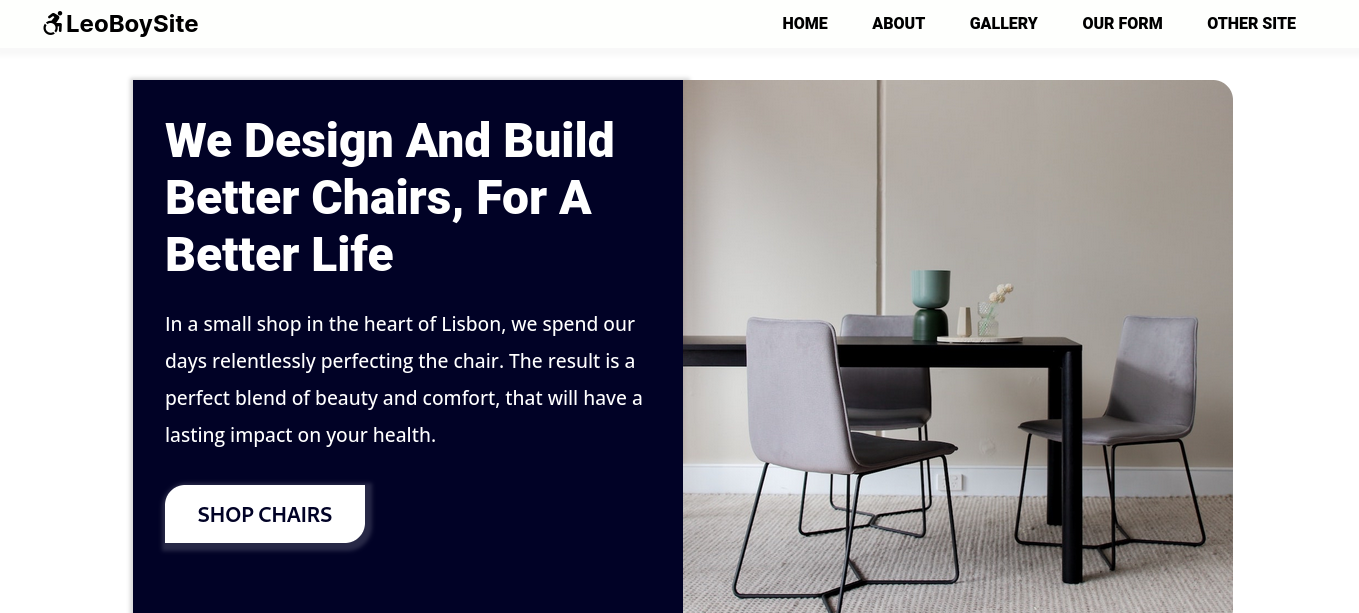 LeoBoySite
HOME ABOUT GALLERY OUR FORM OTHER SITE
We Design And Build
Better Chairs, For A
Better Life
In a small shop in the heart of Lisbon, we spend our
days relentlessly perfecting the chair. The result is a
perfect blend of beauty and comfort, that will have a
lasting impact on your health.
SHOP CHAIRS